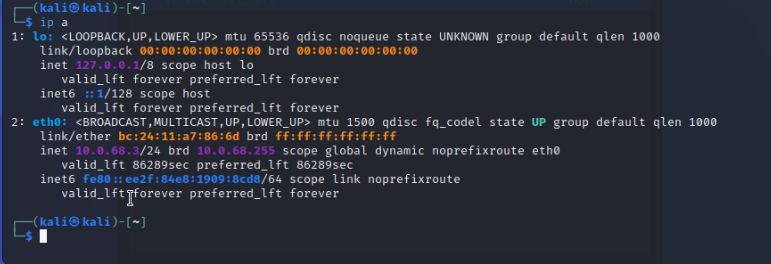 ┌──(kali㉿kali)-[~]
└─$ ip a
1: lo: <LOOPBACK,UP,LOWER_UP> mtu 65536 qdisc noqueue state UNKNOWN group default qlen 1000
    link/loopback 00:00:00:00:00:00 brd 00:00:00:00:00:00
    inet 127.0.0.1/8 scope host lo
       valid_lft forever preferred_lft forever
    inet6 ::1/128 scope host
       valid_lft forever preferred_lft forever
2: eth0: <BROADCAST,MULTICAST,UP,LOWER_UP> mtu 1500 qdisc fq_codel state UP group default qlen 1000
    link/ether bc:24:11:a7:86:6d brd ff:ff:ff:ff:ff:ff
    inet 10.0.68.3/24 brd 10.0.68.255 scope global dynamic noprefixroute eth0
       valid_lft 86289sec preferred_lft 86289sec
    inet6 fe80::ee2f:84e8:1909:8cd8/64 scope link noprefixroute
       valid_lft forever preferred_lft forever
┌──(kali㉿kali)-[~]
└─$